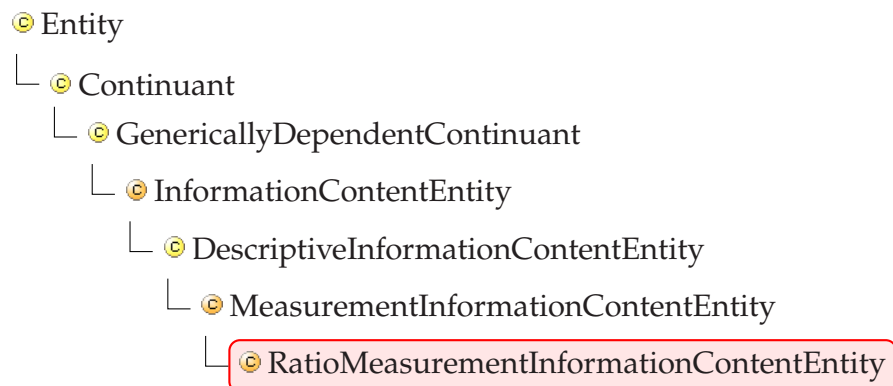 Entity
Continuant
GenericallyDependentContinuant
InformationContentEntity
DescriptiveInformationContentEntity
MeasurementInformationContentEntity
RatioMeasurementInformationContentEntity